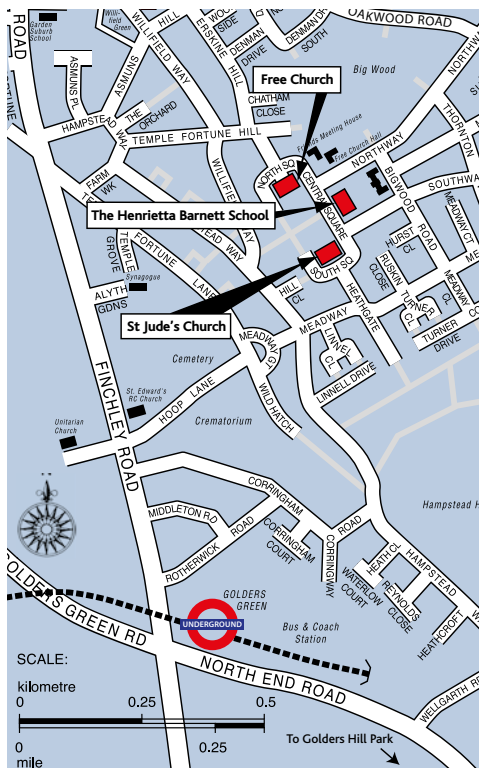 ROAD
Garden
Suburb
School
Willi-
field
Green
WILLIFIELD WAY
HILL
ERSKINE HILL
DENMAN
DRIVE
SOUTH
SIDE
OAKWOOD ROAD
NORTHWAY
Free Church
Big Wood
ASMUNS PL
ASMUNS
HAMPSTEAD WAY
THE
ORCHARD
CHATHAM
CLOSE
TEMPLE FORTUNE HILL
Friends Meeting House
Free Church Hall
THORNTON
NORTH SQ
CENTRAL SQUARE
NORTHWAY
BIGWOOD
ROAD
SOUTHWAY
FARM
WK
WILLIFIELD
The Henrietta Barnett School
MEADWAY CT
HURST
CL
TEMPLE
GROVE
FORTUNE
LANE
Synagogue
ALYTH
GDNS
SOUTH SQ
HEATHGATE
RUSKIN
CLOSE
TURNER
CL
MEADWAY
CL
TURNER
DRIVE
HILL
CL
St Jude's Church
MEADWAY
MEADWAY GT
LINNELL
CL
LINNELL DRIVE
Cemetery
WILD HATCH
HOOP LANE
St. Edward's
RC Church
Crematorium
Unitarian
Church
FINCHLEY ROAD
Hampstead H
MIDDLETON RD
ROTHERWICK
ROAD
CORRINGHAM
ROAD
CORRINGHAM
COURT
CORRINGWAY
HEATH CL
WATERLOW
COURT
REYNOLDS
CLOSE
HAMPSTEAD
HEATHCROFT
GOLDERS
GREEN
UNDERGROUND
Bus & Coach
Station
GOLDERS GREEN RD
NORTH END ROAD
WELLGARTH RD
SCALE:
kilometre
0
0.25
0.5
0
0.25
mile
To Golders Hill Park